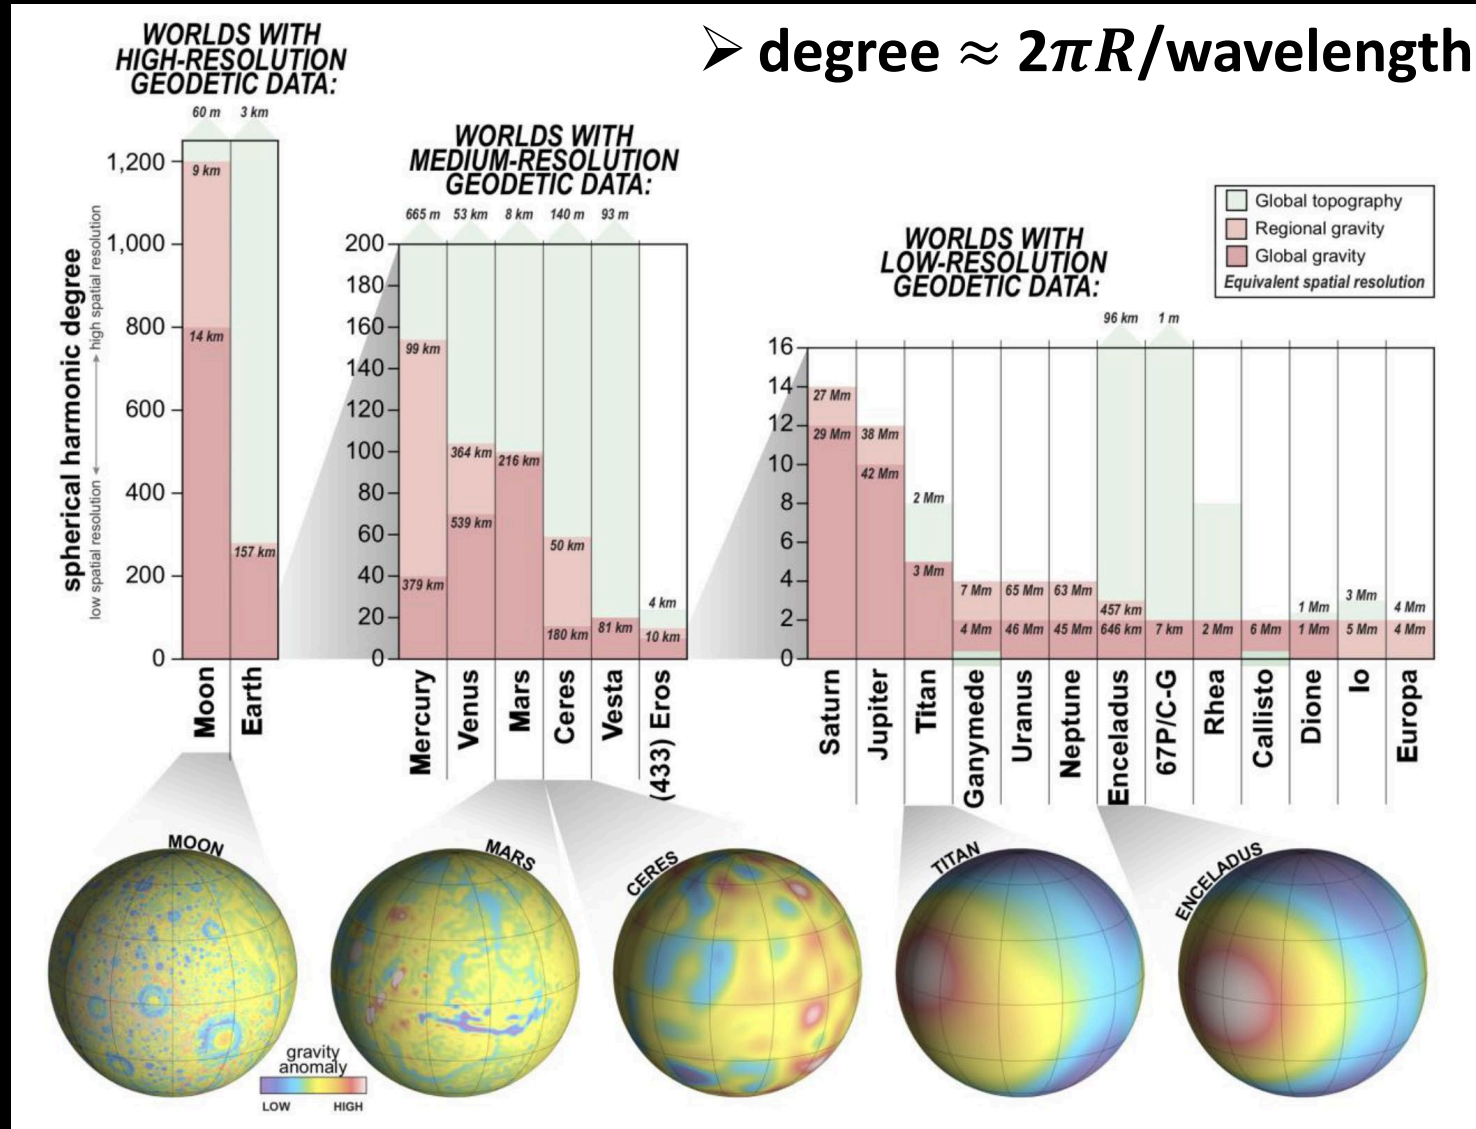 ➢ degree ≈ 2πR/wavelength
WORLDS WITH
HIGH-RESOLUTION
GEODETIC DATA:
60 m 3 km
1,200
1,000
800
600
400
200
0
9 km
14 km
157 km
spherical harmonic degree
low spatial resolution ◄──► high spatial resolution
Moon
Earth
WORLDS WITH
MEDIUM-RESOLUTION
GEODETIC DATA:
665 m 53 km 8 km 140 m 93 m
200
180
160
140
120
100
80
60
40
20
0
99 km
379 km
364 km
539 km
216 km
50 km
180 km
81 km
4 km
10 km
Mercury
Venus
Mars
Ceres
Vesta
(433) Eros
Global topography
Regional gravity
Global gravity
Equivalent spatial resolution
WORLDS WITH
LOW-RESOLUTION
GEODETIC DATA:
96 km 1 m
16
14
12
10
8
6
4
2
0
27 Mm
29 Mm
38 Mm
42 Mm
2 Mm
3 Mm
7 Mm
4 Mm
65 Mm
46 Mm
63 Mm
45 Mm
457 km
646 km
7 km
2 Mm
6 Mm
1 Mm
1 Mm
3 Mm
5 Mm
4 Mm
4 Mm
Saturn
Jupiter
Titan
Ganymede
Uranus
Neptune
Enceladus
67P/C-G
Rhea
Callisto
Dione
Io
Europa
MOON
MARS
CERES
TITAN
ENCELADUS
gravity
anomaly
LOW HIGH